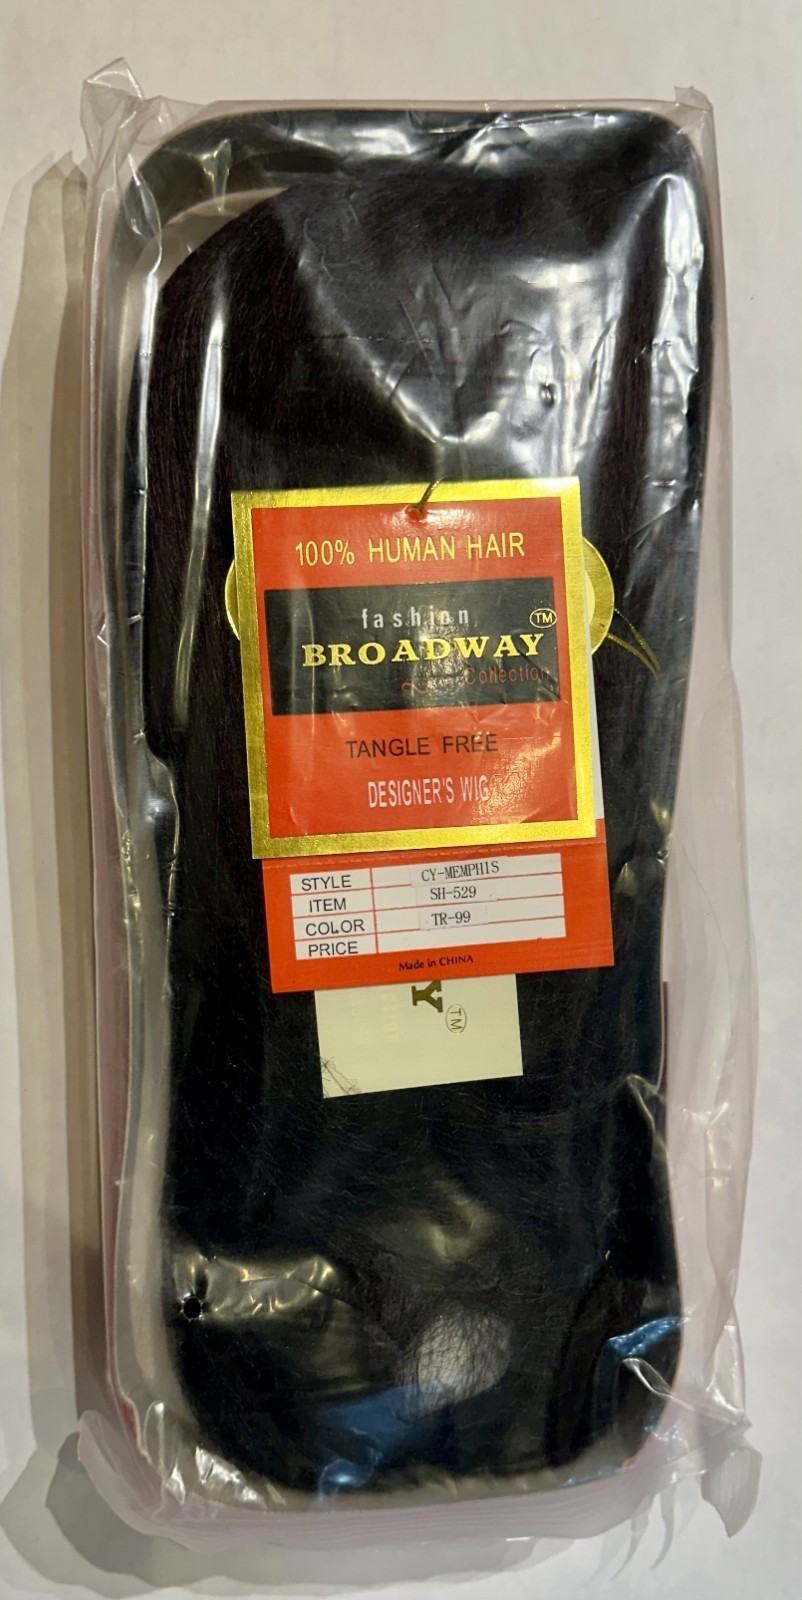 100% HUMAN HAIR
fashion
BROADWAY TM
Collection
TANGLE FREE
DESIGNER'S WIG
STYLE CY-MEMPHIS
ITEM SH-529
COLOR TR-99
PRICE
Made in CHINA
Y TM